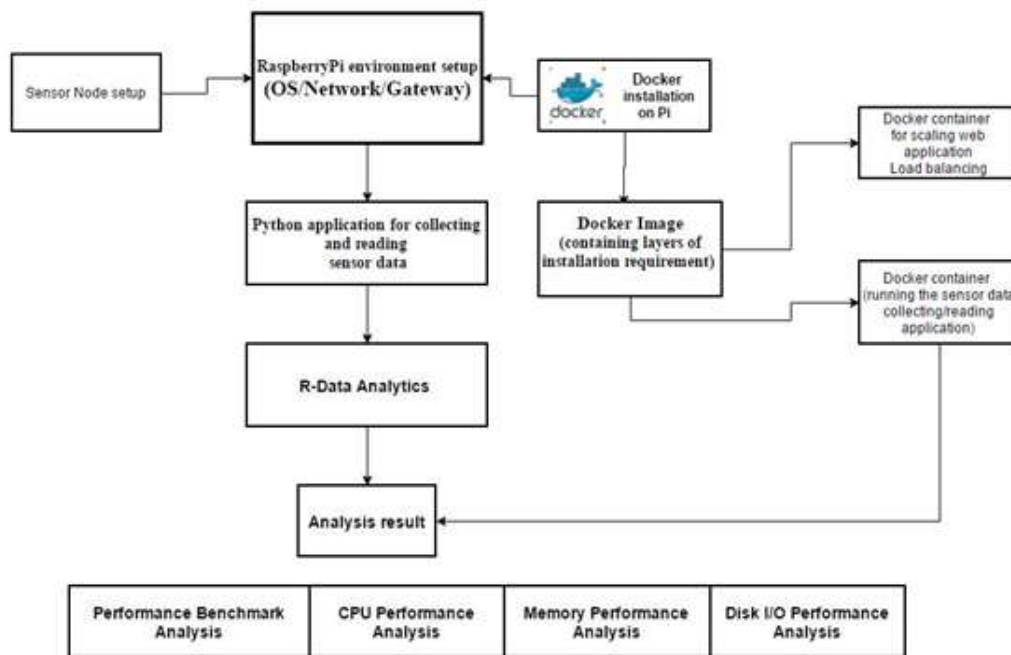 RaspberryPi environment setup
(OS/Network/Gateway)
Sensor Node setup
docker
Docker
installation
on Pi
Docker container
for scaling web
application
Load balancing
Python application for collecting
and reading
sensor data
Docker Image
(containing layers of
installation requirement)
Docker container
(running the sensor data
collecting/reading
application)
R-Data Analytics
Analysis result
Performance Benchmark
Analysis
CPU Performance
Analysis
Memory Performance
Analysis
Disk I/O Performance
Analysis